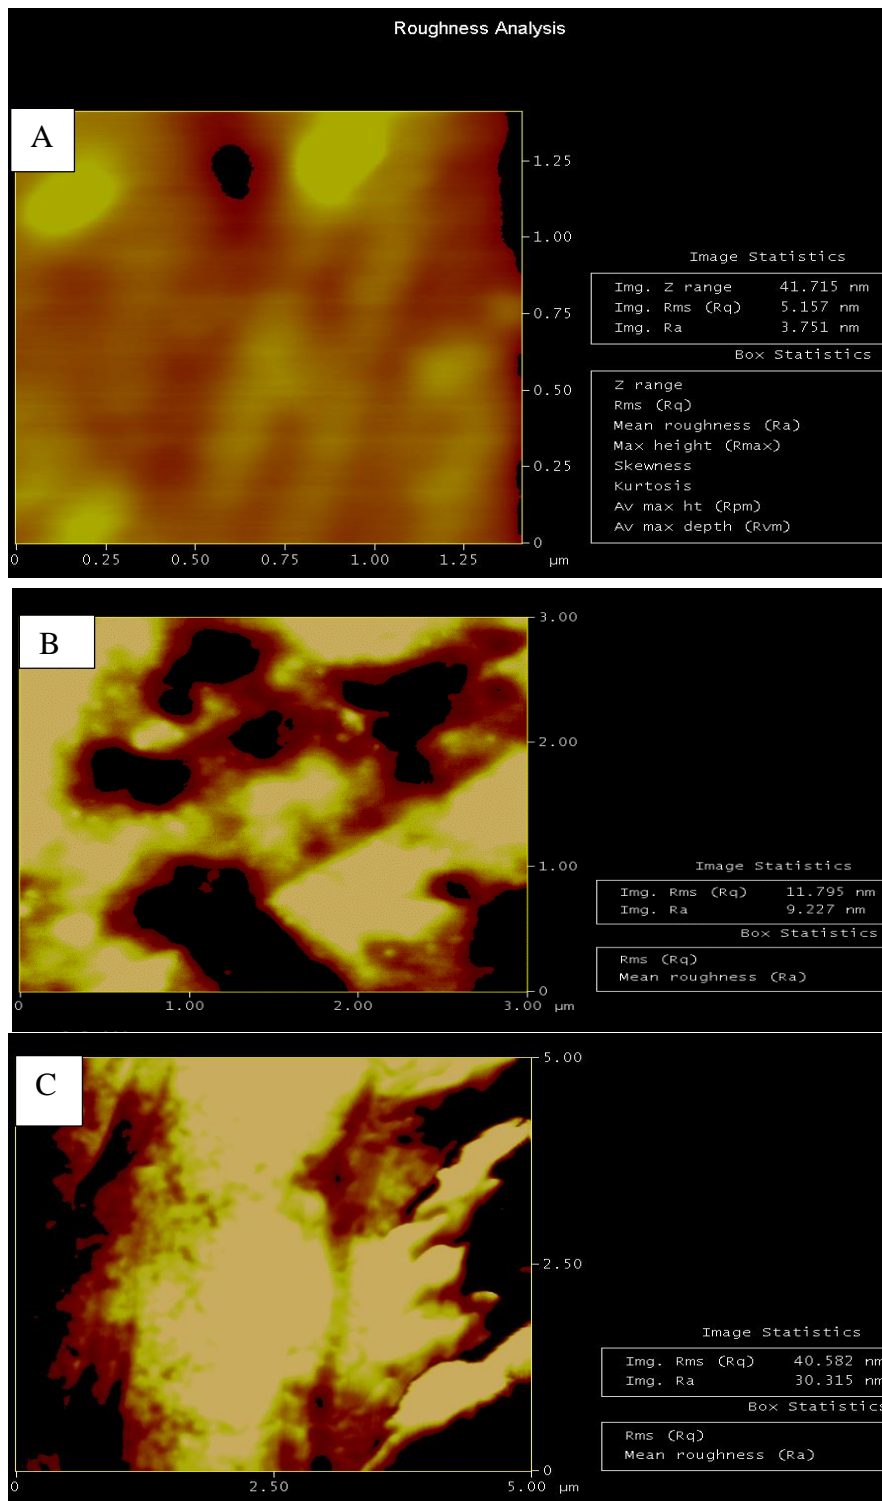 Roughness Analysis
A
1.25
1.00
0.75
0.50
0.25
0
0 0.25 0.50 0.75 1.00 1.25 µm
Image Statistics
Img. Z range 41.715 nm
Img. Rms (Rq) 5.157 nm
Img. Ra 3.751 nm
Box Statistics
Z range
Rms (Rq)
Mean roughness (Ra)
Max height (Rmax)
Skewness
Kurtosis
Av max ht (Rpm)
Av max depth (Rvm)
B
3.00
2.00
1.00
0
0 1.00 2.00 3.00 µm
Image Statistics
Img. Rms (Rq) 11.795 nm
Img. Ra 9.227 nm
Box Statistics
Rms (Rq)
Mean roughness (Ra)
C
5.00
2.50
0
0 2.50 5.00 µm
Image Statistics
Img. Rms (Rq) 40.582 nm
Img. Ra 30.315 nm
Box Statistics
Rms (Rq)
Mean roughness (Ra)